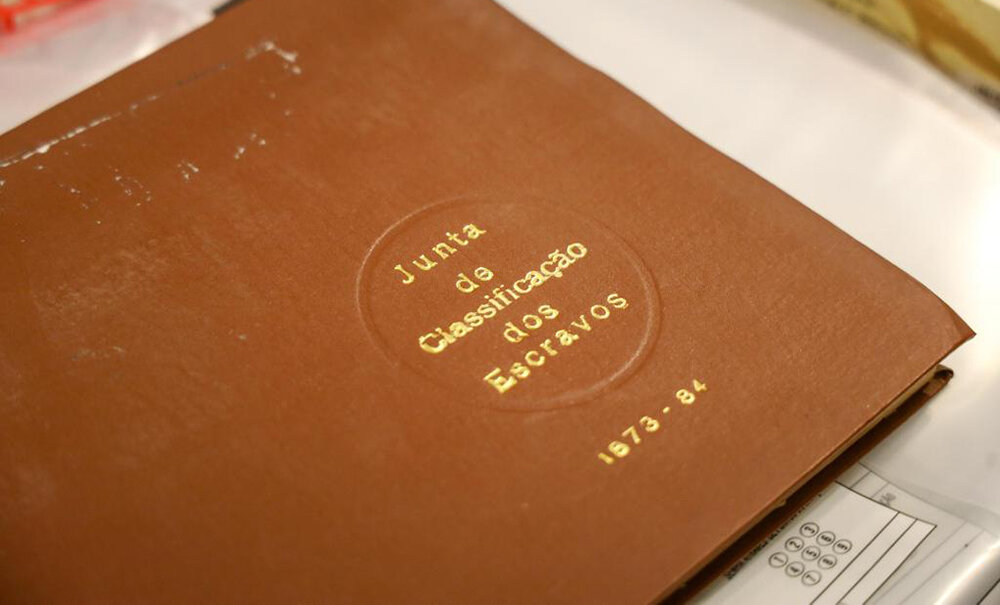 Junta
de
Classificação
dos
Escravos
1873-84